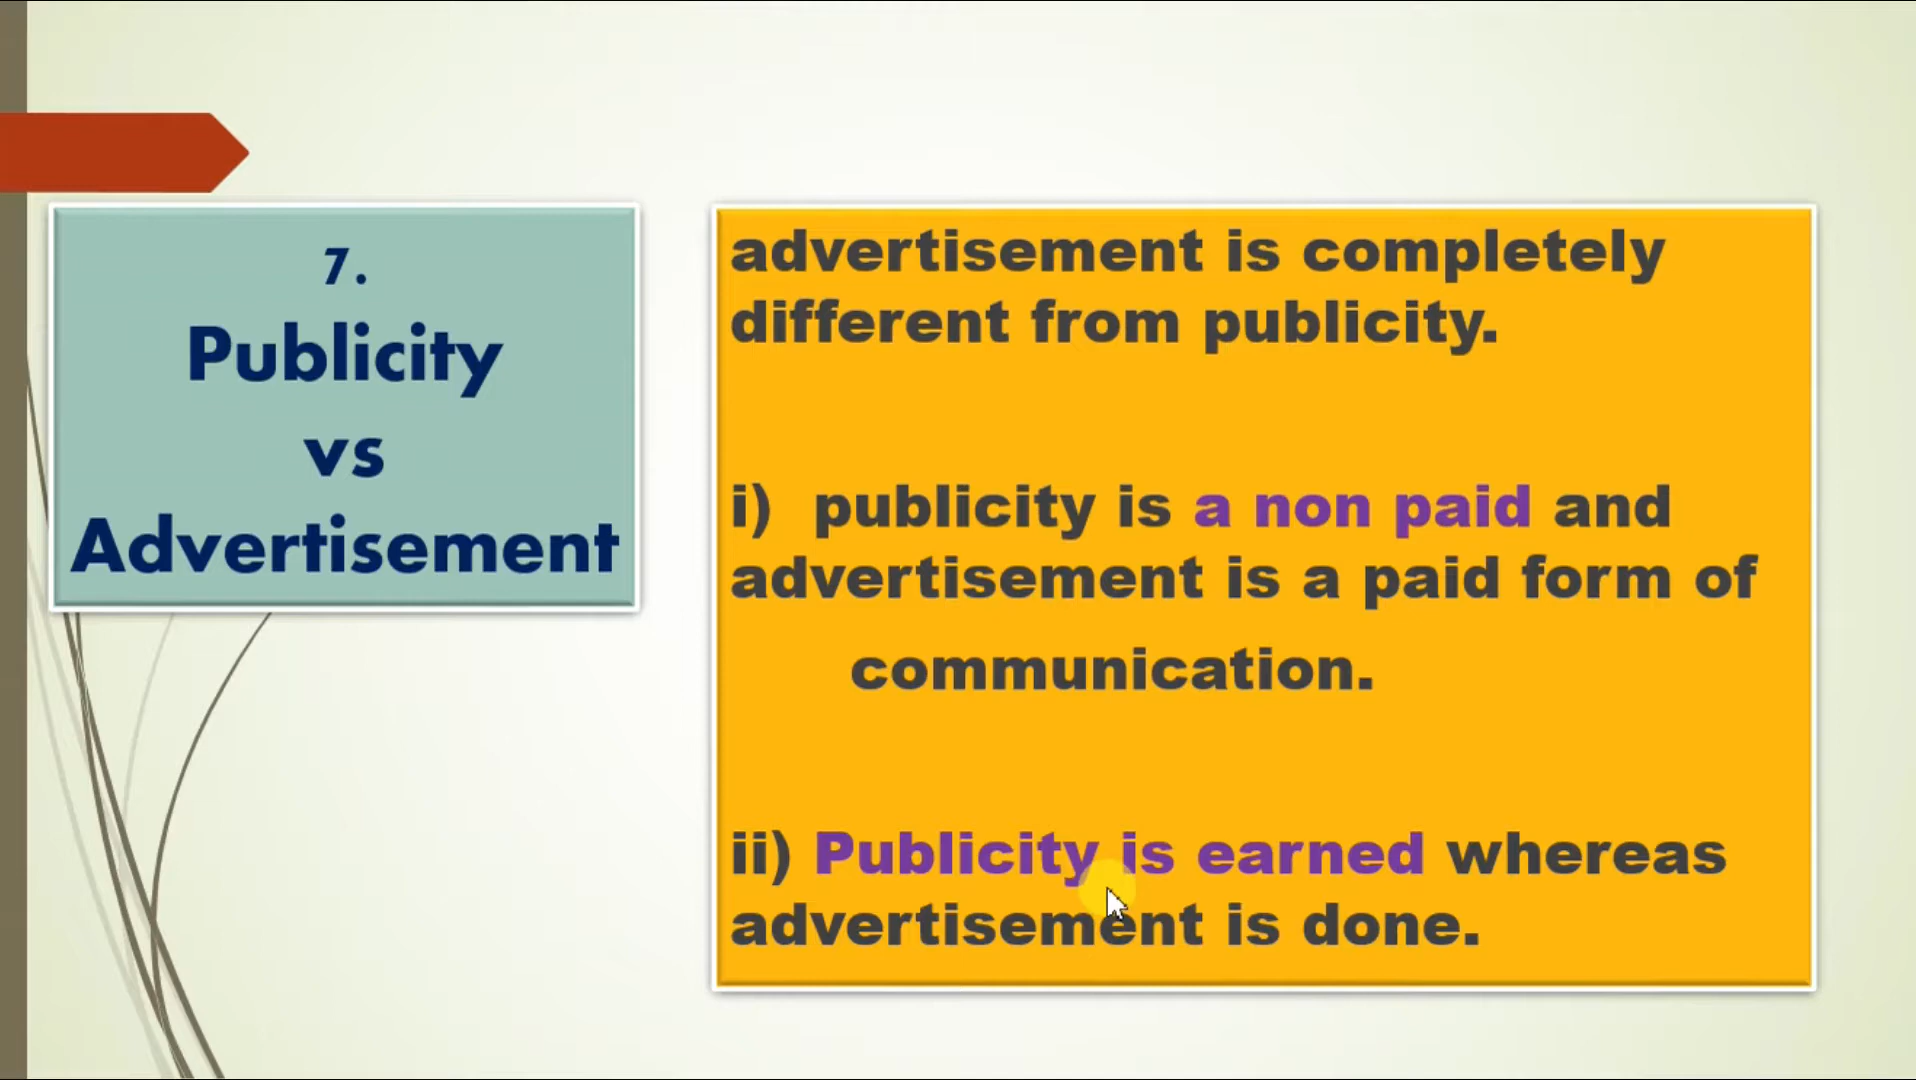 7.
Publicity
vs
Advertisement
advertisement is completely
different from publicity.
i) publicity is a non paid and
advertisement is a paid form of
communication.
ii) Publicity is earned whereas
advertisement is done.